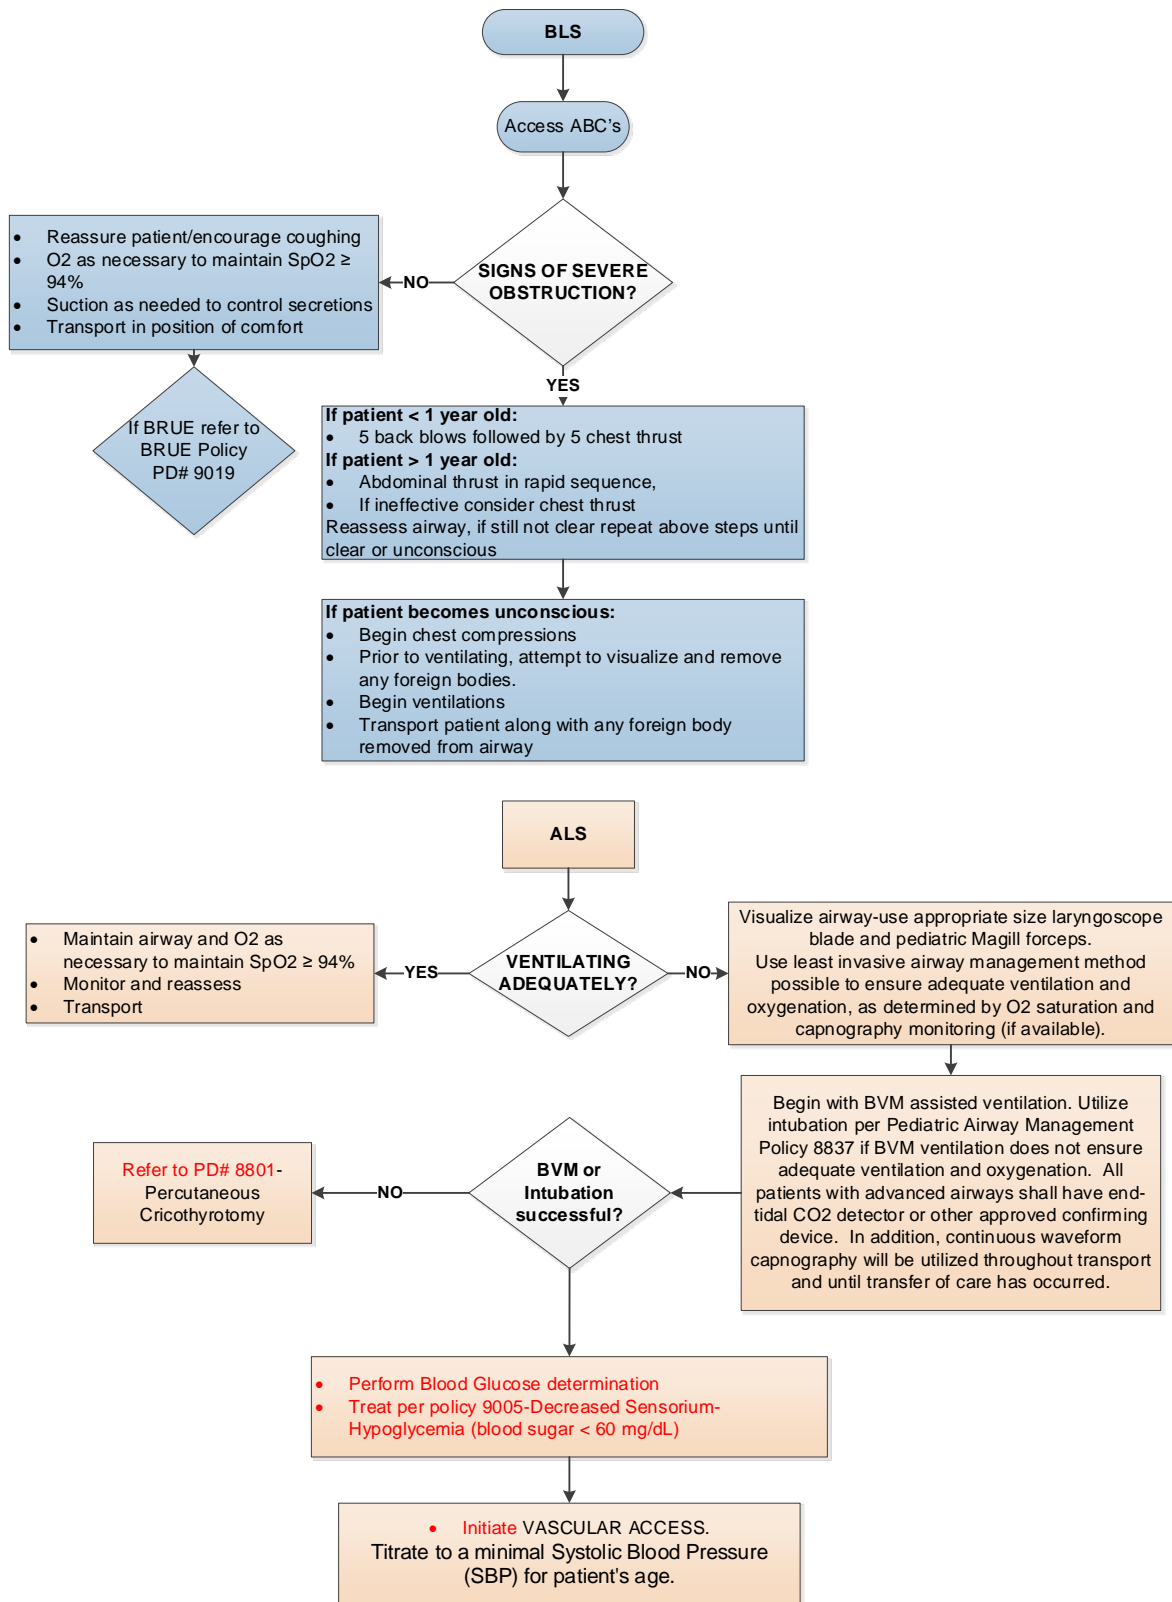 BLS
Access ABC's
SIGNS OF SEVERE
OBSTRUCTION?
NO
• Reassure patient/encourage coughing
• O2 as necessary to maintain SpO2 ≥
94%
• Suction as needed to control secretions
• Transport in position of comfort
If BRUE refer to
BRUE Policy
PD# 9019
YES
If patient < 1 year old:
• 5 back blows followed by 5 chest thrust
If patient > 1 year old:
• Abdominal thrust in rapid sequence,
• If ineffective consider chest thrust
Reassess airway, if still not clear repeat above steps until
clear or unconscious
If patient becomes unconscious:
• Begin chest compressions
• Prior to ventilating, attempt to visualize and remove
any foreign bodies.
• Begin ventilations
• Transport patient along with any foreign body
removed from airway
ALS
VENTILATING
ADEQUATELY?
YES
• Maintain airway and O2 as
necessary to maintain SpO2 ≥ 94%
• Monitor and reassess
• Transport
NO
Visualize airway-use appropriate size laryngoscope
blade and pediatric Magill forceps.
Use least invasive airway management method
possible to ensure adequate ventilation and
oxygenation, as determined by O2 saturation and
capnography monitoring (if available).
Begin with BVM assisted ventilation. Utilize
intubation per Pediatric Airway Management
Policy 8837 if BVM ventilation does not ensure
adequate ventilation and oxygenation. All
patients with advanced airways shall have end-
tidal CO2 detector or other approved confirming
device. In addition, continuous waveform
capnography will be utilized throughout transport
and until transfer of care has occurred.
BVM or
Intubation
successful?
NO
Refer to PD# 8801-
Percutaneous
Cricothyrotomy
• Perform Blood Glucose determination
• Treat per policy 9005-Decreased Sensorium-
Hypoglycemia (blood sugar < 60 mg/dL)
• Initiate VASCULAR ACCESS.
Titrate to a minimal Systolic Blood Pressure
(SBP) for patient's age.